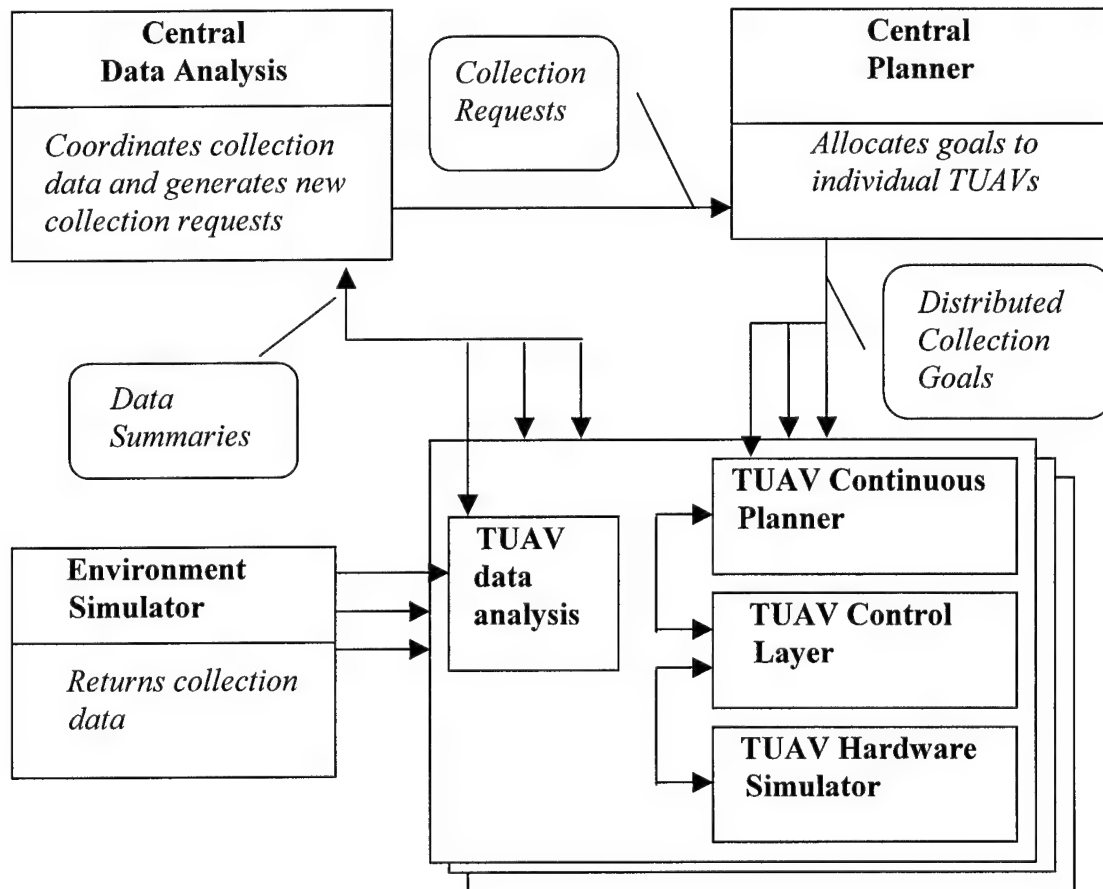 Central
Data Analysis
Coordinates collection
data and generates new
collection requests
Collection
Requests
Central
Planner
Allocates goals to
individual TUAVs
Distributed
Collection
Goals
Data
Summaries
Environment
Simulator
Returns collection
data
TUAV
data
analysis
TUAV Continuous
Planner
TUAV Control
Layer
TUAV Hardware
Simulator